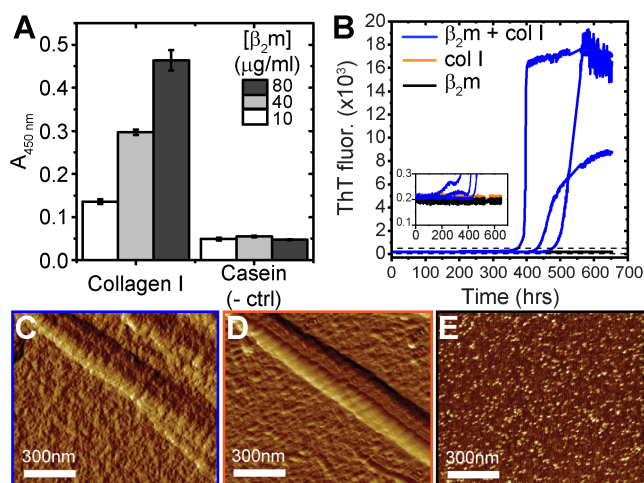 A
[β₂m]
(μg/ml)
80
40
10
A450 nm
0.5
0.4
0.3
0.2
0.1
0.0
Collagen I
Casein
(- ctrl)
B
β₂m + col I
col I
β₂m
ThT fluor. (x10³)
20
18
16
14
12
10
8
6
4
2
0
0.3
0.2
0.1
0 200 400 600
0 100 200 300 400 500 600 700
Time (hrs)
C
300nm
D
300nm
E
300nm